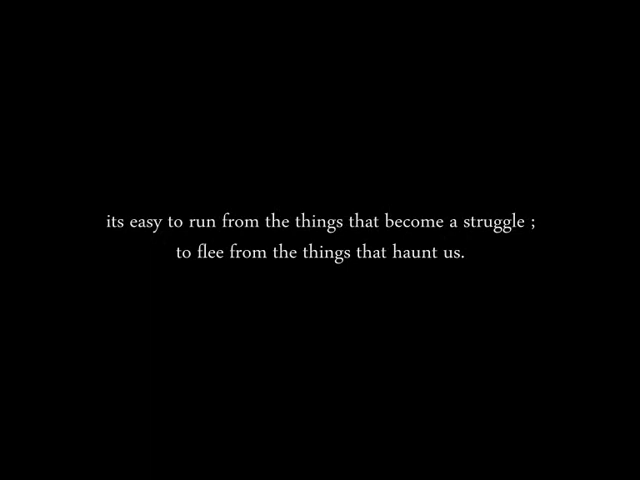 its easy to run from the things that become a struggle ;
to flee from the things that haunt us.